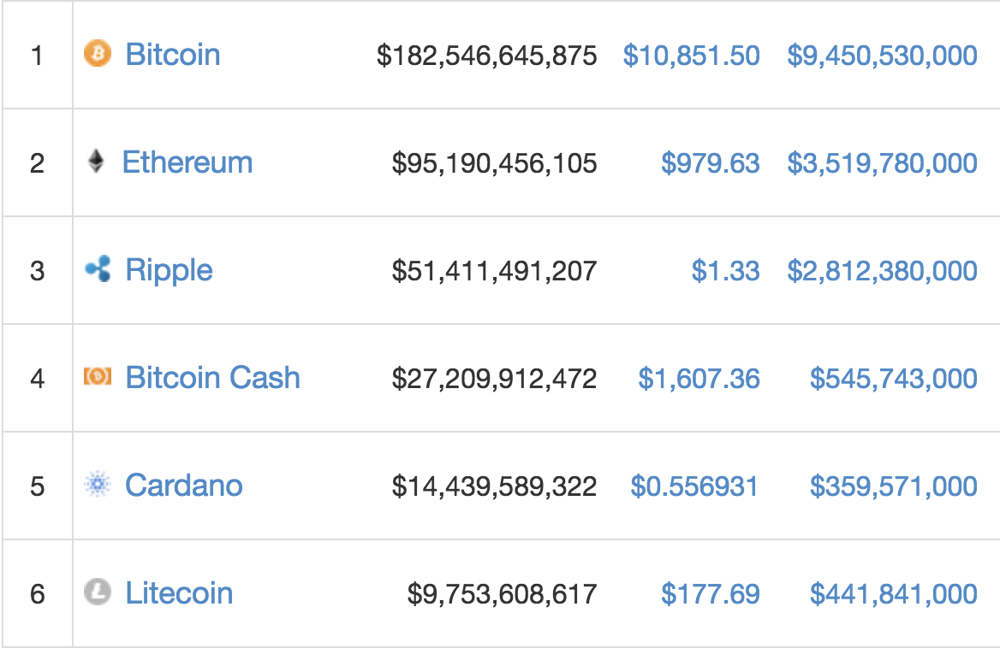 1 Bitcoin $182,546,645,875 $10,851.50 $9,450,530,000
2 Ethereum $95,190,456,105 $979.63 $3,519,780,000
3 Ripple $51,411,491,207 $1.33 $2,812,380,000
4 Bitcoin Cash $27,209,912,472 $1,607.36 $545,743,000
5 Cardano $14,439,589,322 $0.556931 $359,571,000
6 Litecoin $9,753,608,617 $177.69 $441,841,000